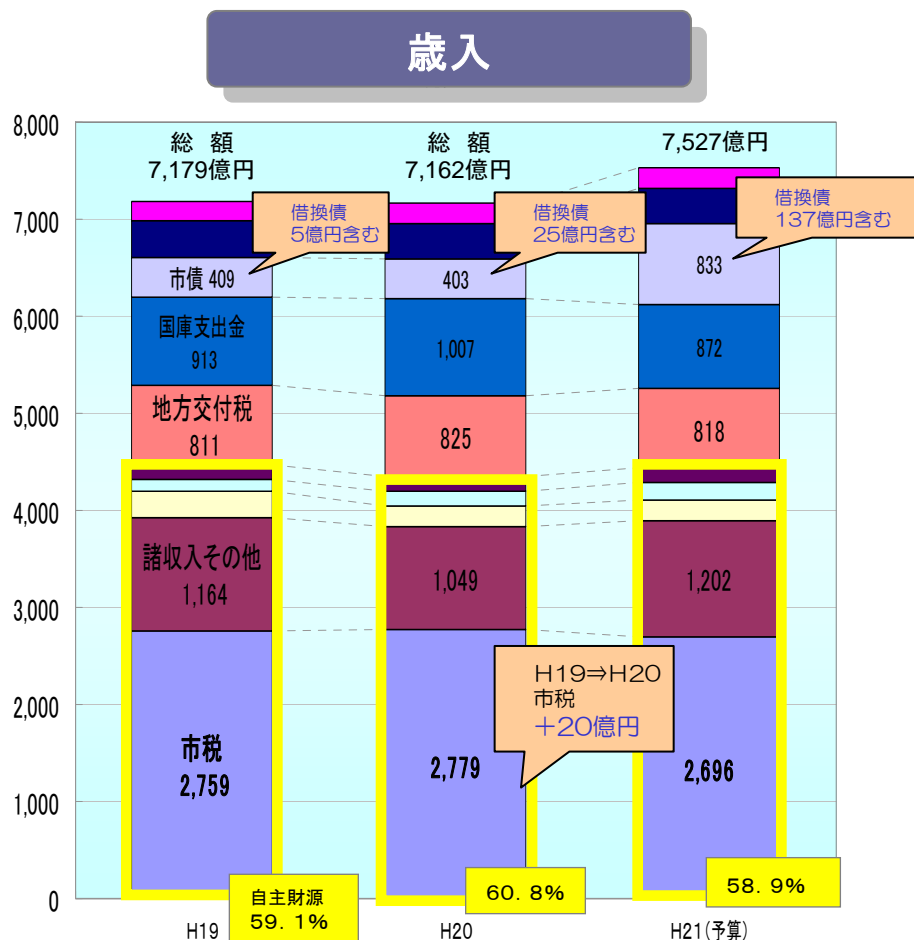 歳入
8,000
7,000
6,000
5,000
4,000
3,000
2,000
1,000
0
総 額
7,179億円
借換債
5億円含む
市債 409
国庫支出金
913
地方交付税
811
諸収入その他
1,164
市税
2,759
自主財源
59.1%
H19
総 額
7,162億円
借換債
25億円含む
403
1,007
825
1,049
2,779
H19⇒H20
市税
+20億円
60.8%
H20
7,527億円
借換債
137億円含む
833
872
818
1,202
2,696
58.9%
H21(予算)